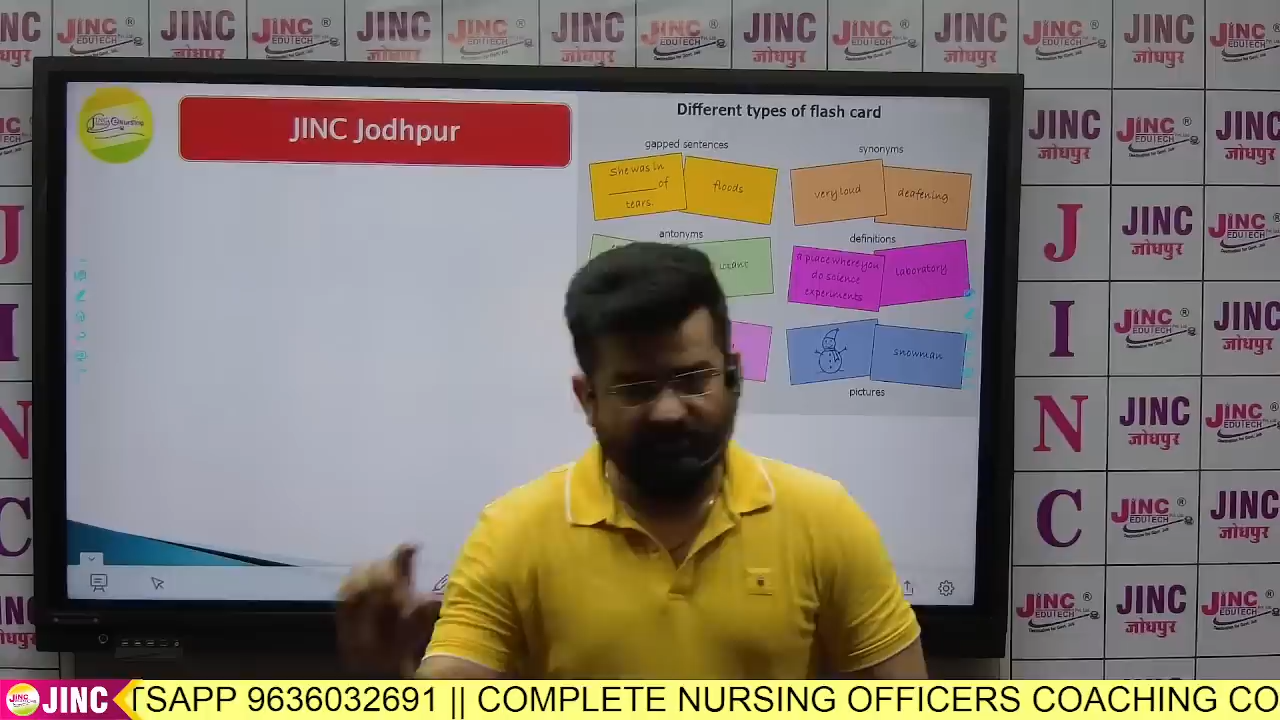 JINC Jodhpur
Different types of flash card
gapped sentences
synonyms
She was in
______ of
tears.
floods
very loud
deafening
antonyms
definitions
a place where you
do science
experiments
laboratory
snowman
pictures
JINC
जोधपुर
JINC
EDUTECH
J
I
N
C
JINC
TSAPP 9636032691 || COMPLETE NURSING OFFICERS COACHING CO